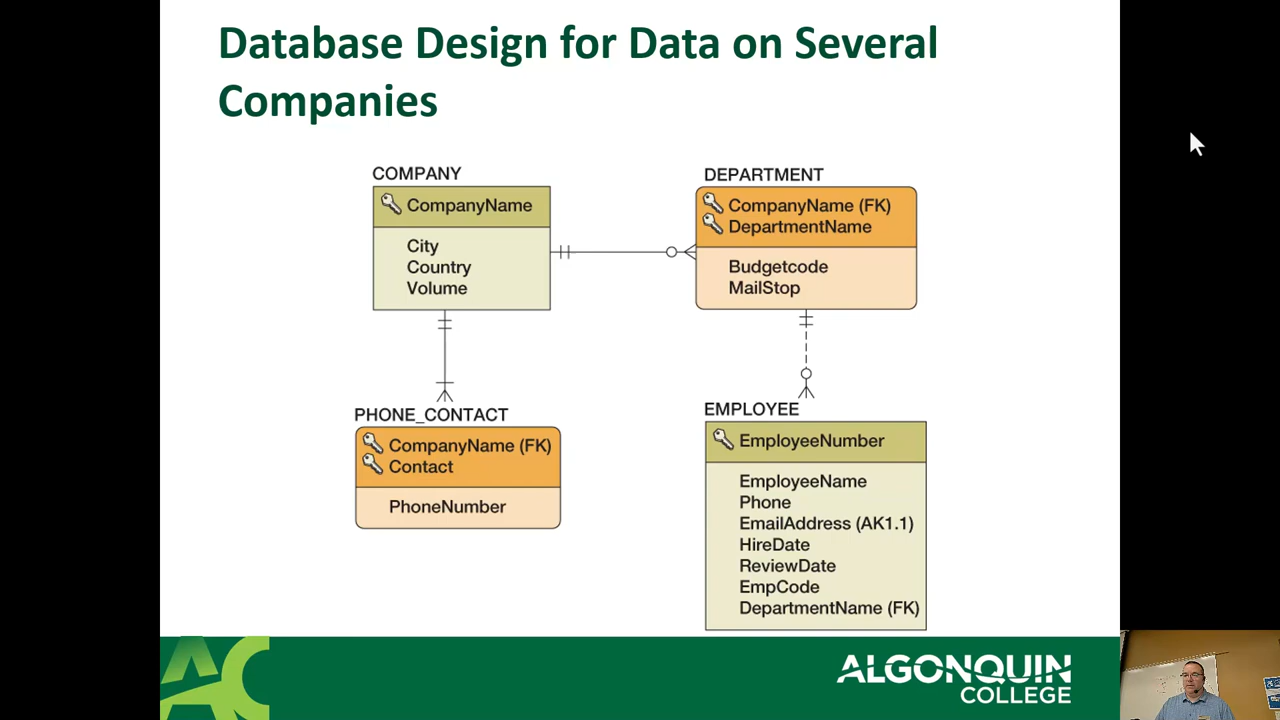 Database Design for Data on Several
Companies
COMPANY
CompanyName
City
Country
Volume
DEPARTMENT
CompanyName (FK)
DepartmentName
Budgetcode
MailStop
PHONE_CONTACT
CompanyName (FK)
Contact
PhoneNumber
EMPLOYEE
EmployeeNumber
EmployeeName
Phone
EmailAddress (AK1.1)
HireDate
ReviewDate
EmpCode
DepartmentName (FK)
AC
ALGONQUIN
COLLEGE